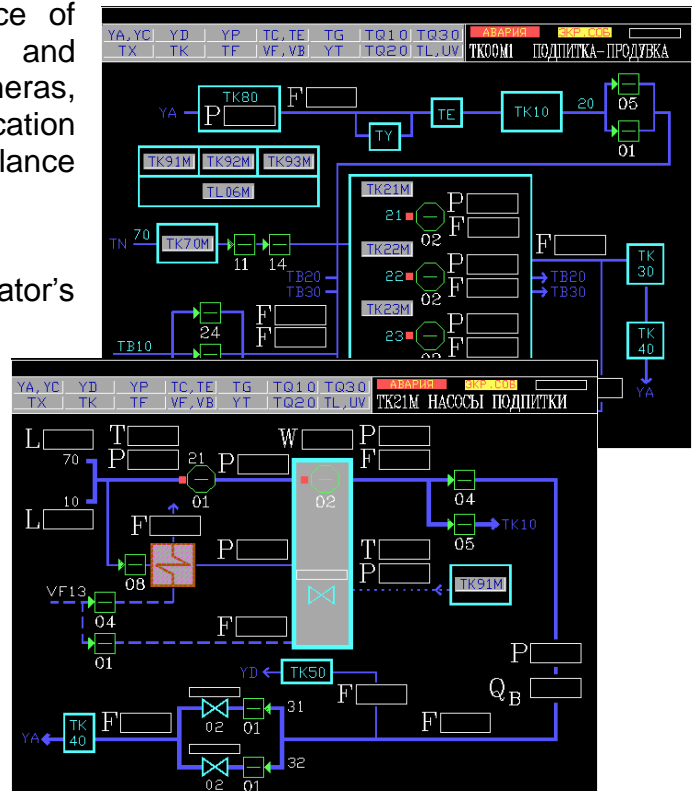 ce of
and
neras,
cation
lance
ator's
YA, YC YD YP TC, TE TG TQ10 TQ30 АВАРИЯ ЭКР.СОБ
TX TK TF VF, VB YT TQ20 TL,UV TK00M1 ПОДПИТКА-ПРОДУВКА
TK80 F
YA P TE TK10 20 05
TY 01
TK91M TK92M TK93M
TL06M
TK21M P
21 F
02
TN 70 TK70M F
11 14
TK22M P TK 30
22 F
02
TB20 TB20
TB30 TB30
TK23M P
F 23 F
24 F 02
TK 40
TB10
YA
YA, YC YD YP TC,TE TG TQ10 TQ30 АВАРИЯ ЭКР.СОБ
TX TK TF VF, VB YT TQ20 TL,UV TK21M НАСОСЫ ПОДПИТКИ
L T W P
70 P 21 P F
01 02 04
10 F TK10
L 05
08 P T
P TK91M
VF13
04
F
01
P
YD TK50
F Q B
31
F 02 01 F
TK 40
YA
32
02 01